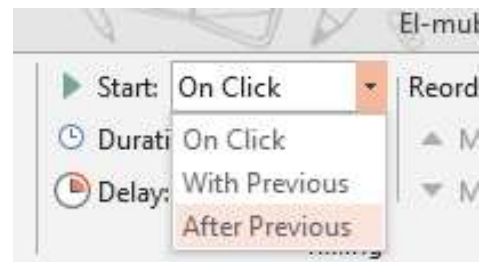 El-mub
Start: On Click Reord
Durati On Click M
Delay: With Previous M
After Previous